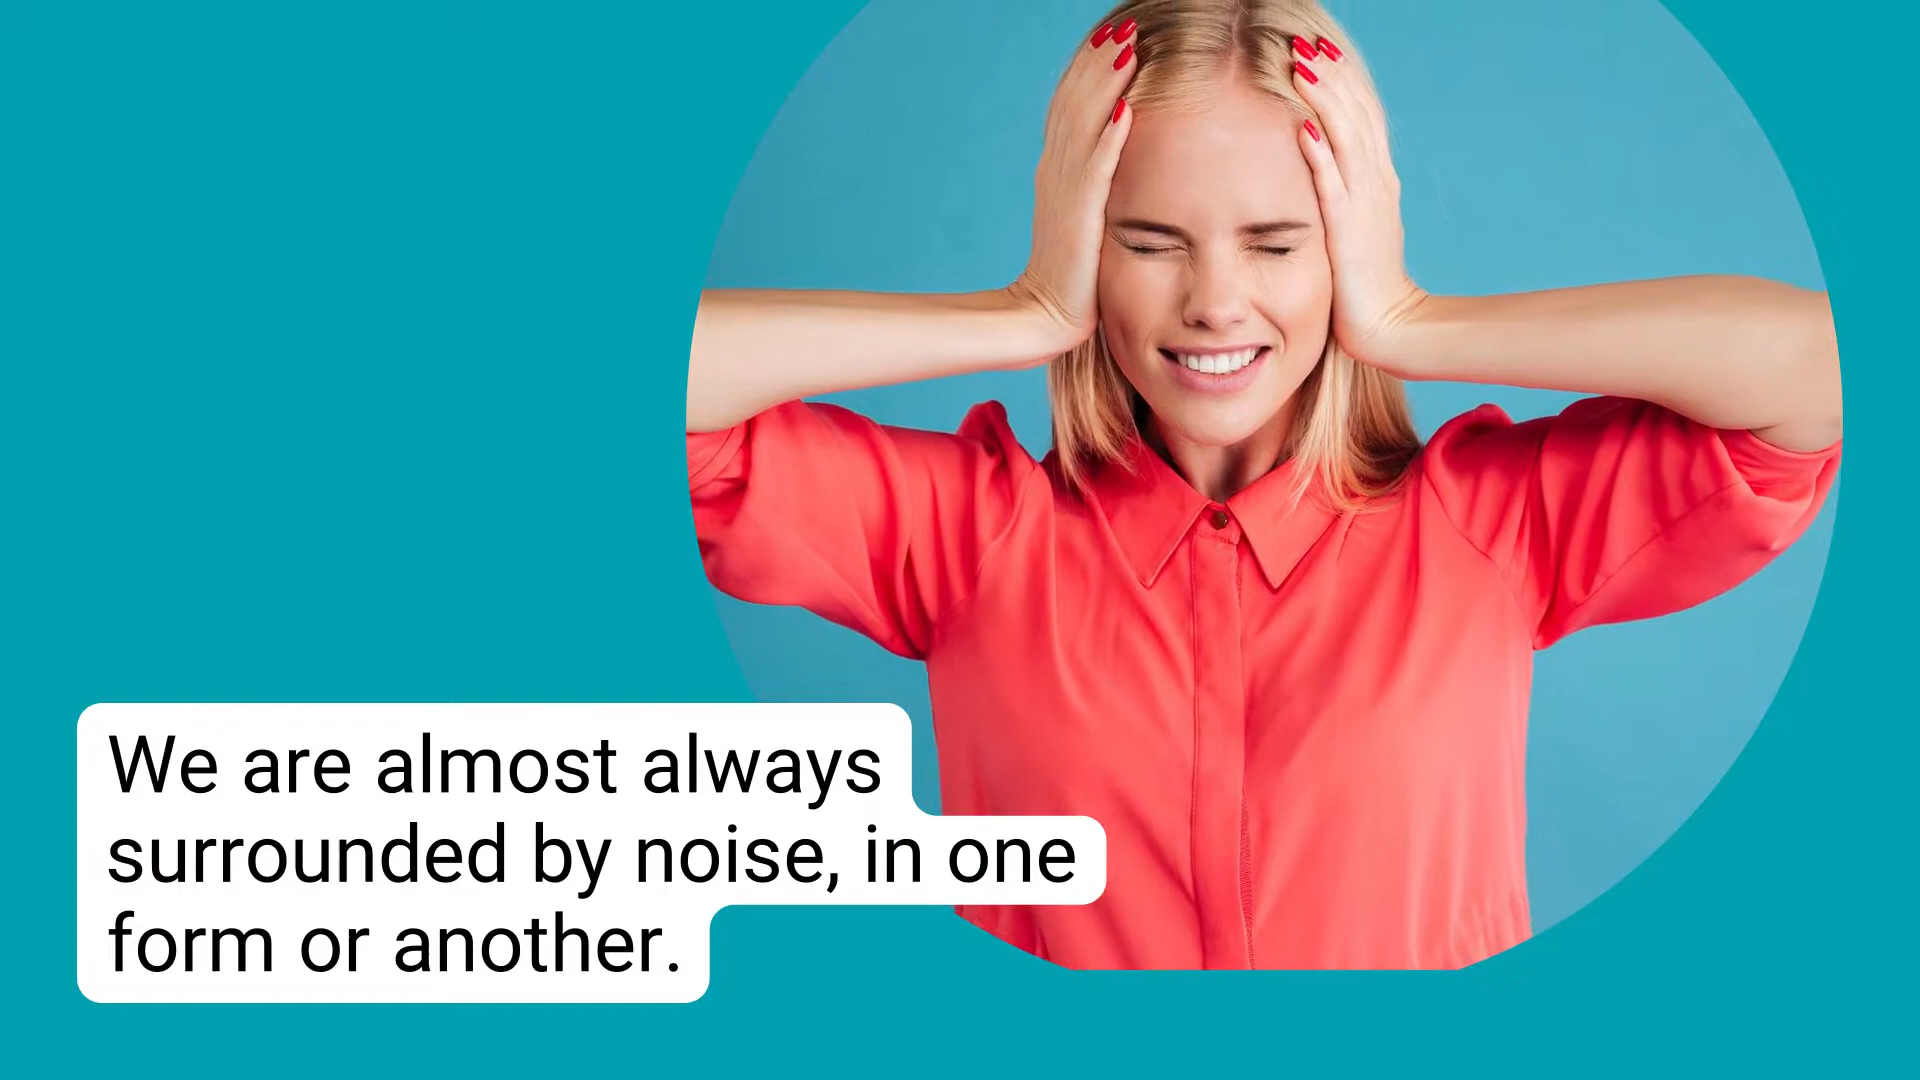 We are almost always
surrounded by noise, in one
form or another.